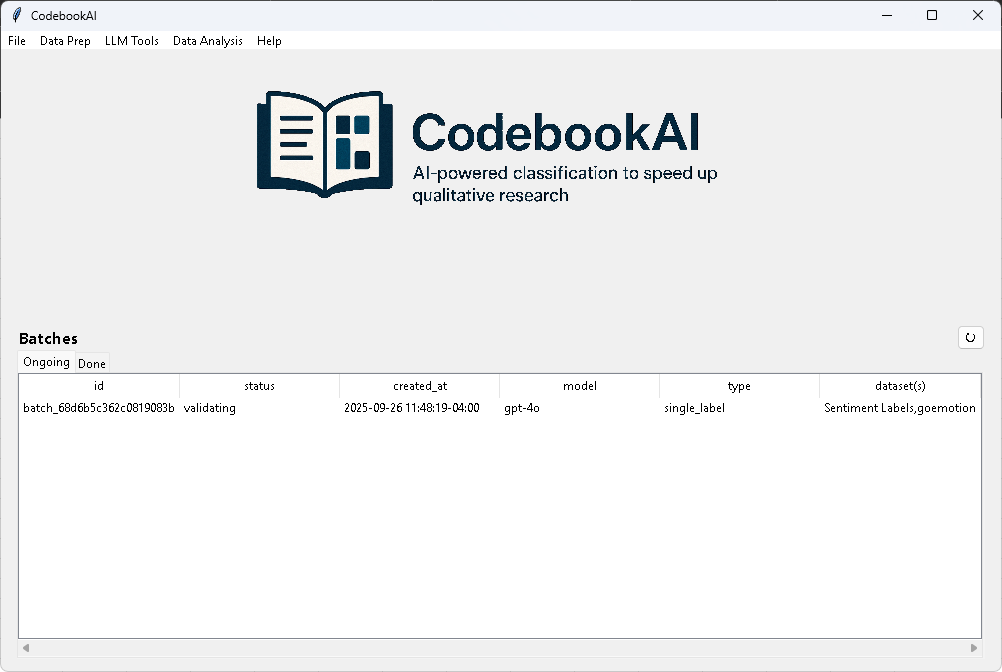 CodebookAI
File Data Prep LLM Tools Data Analysis Help
CodebookAI
AI-powered classification to speed up
qualitative research
Batches
Ongoing Done
id status created_at model type dataset(s)
batch_68d6b5c362c0819083b validating 2025-09-26 11:48:19-04:00 gpt-4o single_label Sentiment Labels,goemotion